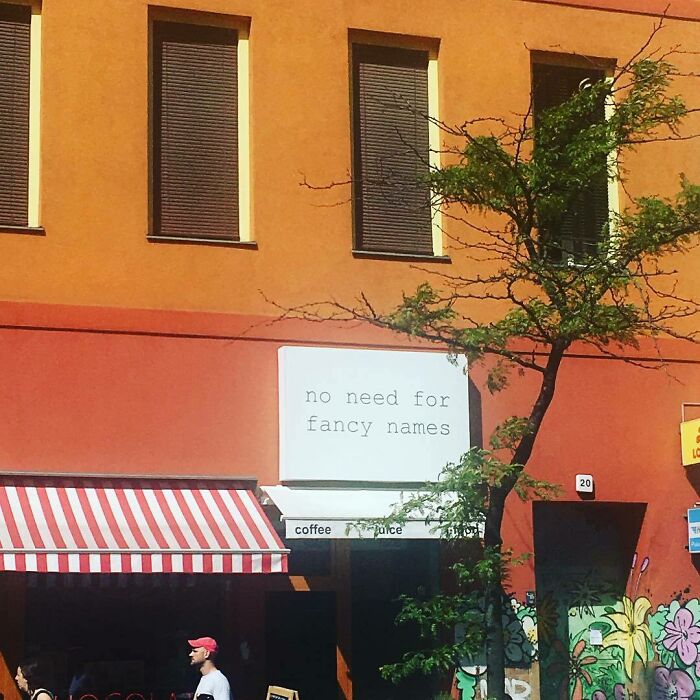 no need for
fancy names
20
coffee juice